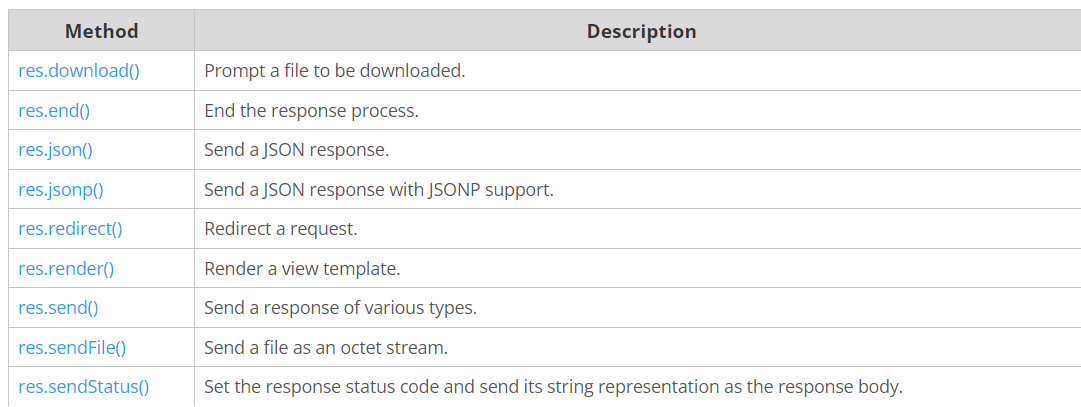 Method Description
res.download() Prompt a file to be downloaded.
res.end() End the response process.
res.json() Send a JSON response.
res.jsonp() Send a JSON response with JSONP support.
res.redirect() Redirect a request.
res.render() Render a view template.
res.send() Send a response of various types.
res.sendFile() Send a file as an octet stream.
res.sendStatus() Set the response status code and send its string representation as the response body.